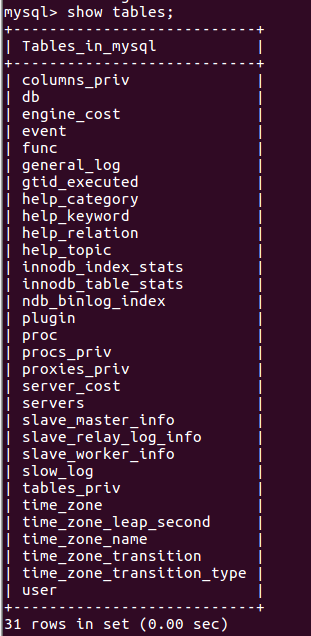 mysql> show tables;
+---------------------------+
| Tables_in_mysql           |
+---------------------------+
| columns_priv              |
| db                        |
| engine_cost               |
| event                     |
| func                      |
| general_log               |
| gtid_executed             |
| help_category             |
| help_keyword              |
| help_relation             |
| help_topic                |
| innodb_index_stats        |
| innodb_table_stats        |
| ndb_binlog_index          |
| plugin                    |
| proc                      |
| procs_priv                |
| proxies_priv              |
| server_cost               |
| servers                   |
| slave_master_info         |
| slave_relay_log_info      |
| slave_worker_info         |
| slow_log                  |
| tables_priv               |
| time_zone                 |
| time_zone_leap_second     |
| time_zone_name            |
| time_zone_transition      |
| time_zone_transition_type |
| user                      |
+---------------------------+
31 rows in set (0.00 sec)